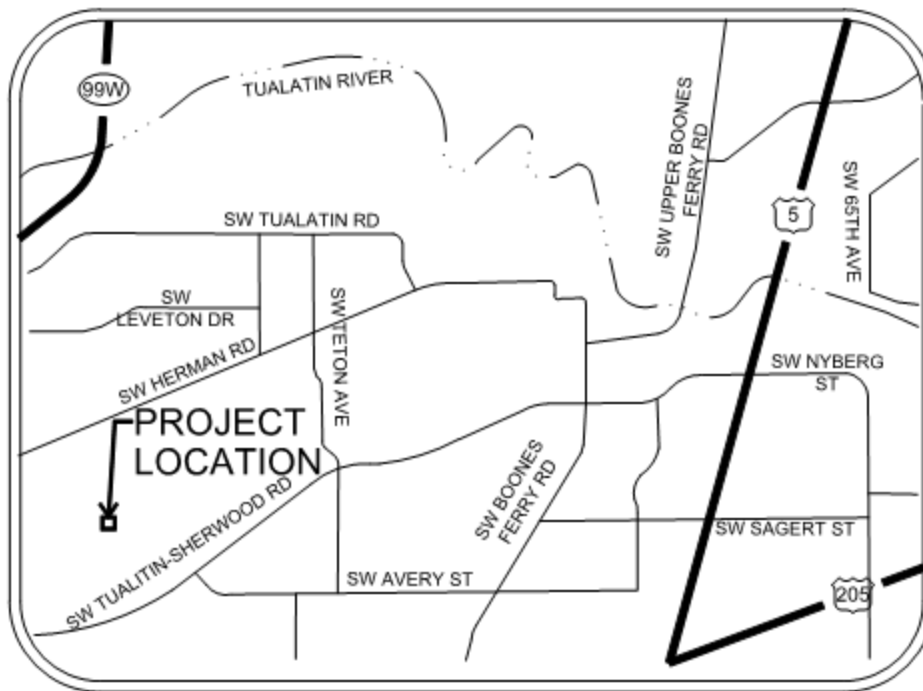 99W
TUALATIN RIVER
SW UPPER BOONES
FERRY RD
5
SW 65TH AVE
SW TUALATIN RD
SW
LEVETON DR
SW TETON AVE
SW HERMAN RD
SW NYBERG
ST
PROJECT
LOCATION
SW BOONES
FERRY RD
SW TUALITIN-SHERWOOD RD
SW SAGERT ST
SW AVERY ST
205